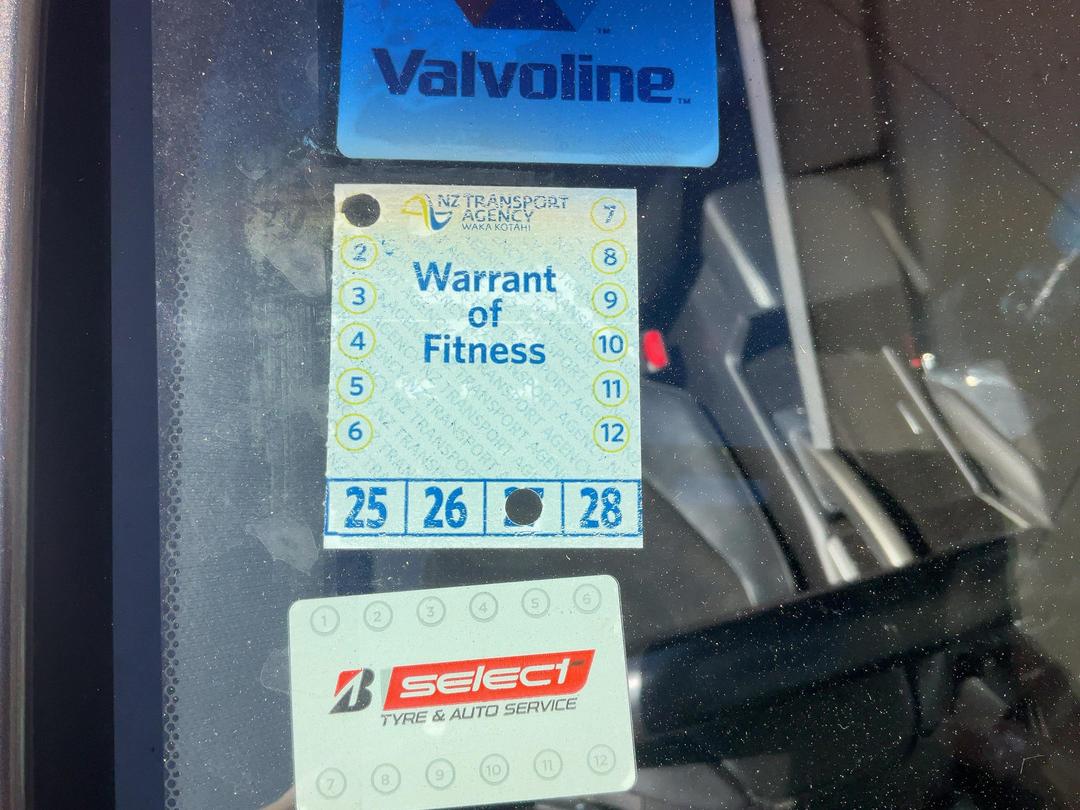 Valvoline™
NZ TRANSPORT
AGENCY
WAKA KOTAHI
7
2
8
Warrant
of
Fitness
3
9
4
10
5
11
6
12
25 26 28
1 2 3 4 5 6
B select
TYRE & AUTO SERVICE
7 8 9 10 11 12